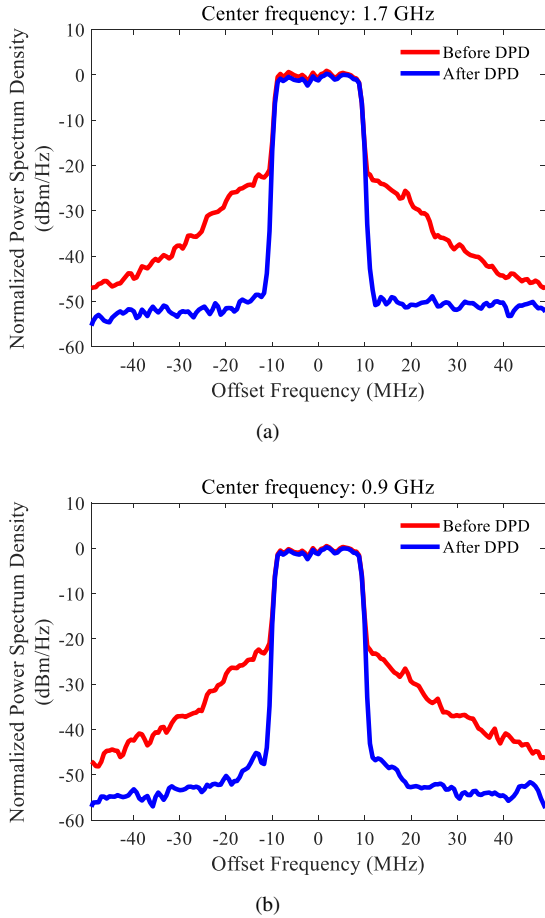 Center frequency: 1.7 GHz
Normalized Power Spectrum Density
(dBm/Hz)
10
0
-10
-20
-30
-40
-50
-60
Before DPD
After DPD
-40 -30 -20 -10 0 10 20 30 40
Offset Frequency (MHz)
(a)
Center frequency: 0.9 GHz
Normalized Power Spectrum Density
(dBm/Hz)
10
0
-10
-20
-30
-40
-50
-60
Before DPD
After DPD
-40 -30 -20 -10 0 10 20 30 40
Offset Frequency (MHz)
(b)